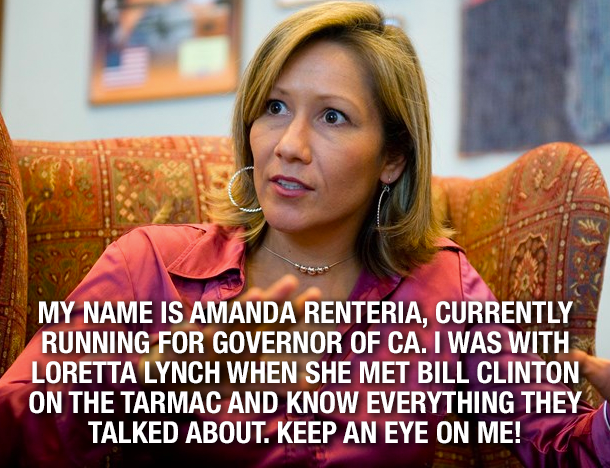 MY NAME IS AMANDA RENTERIA, CURRENTLY
RUNNING FOR GOVERNOR OF CA. I WAS WITH
LORETTA LYNCH WHEN SHE MET BILL CLINTON
ON THE TARMAC AND KNOW EVERYTHING THEY
TALKED ABOUT. KEEP AN EYE ON ME!